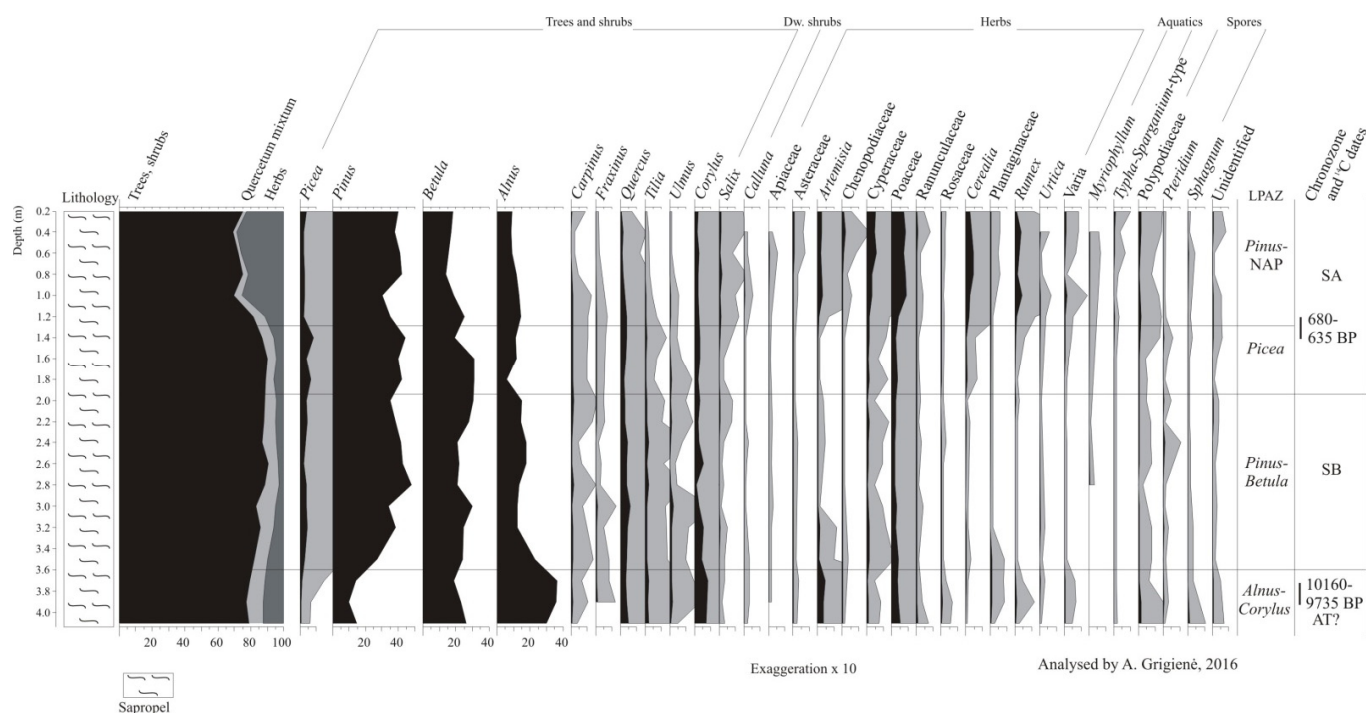 Trees and shrubs
Dw. shrubs
Herbs
Aquatics
Spores
Depth (m)
Lithology
Trees, shrubs
Quercetum mixtum
Herbs
Picea
Pinus
Betula
Alnus
Carpinus
Fraxinus
Quercus
Tilia
Ulmus
Corylus
Salix
Calluna
Apiaceae
Asteraceae
Artemisia
Chenopodiaceae
Cyperaceae
Poaceae
Ranunculaceae
Rosaceae
Cerealia
Plantaginaceae
Rumex
Urtica
Varia
Myriophyllum
Typha-Sparganium-type
Polypodiaceae
Pteridium
Sphagnum
Unidentified
LPAZ
Chronozone
and ¹⁴C dates
0.2
0.4
0.6
0.8
1.0
1.2
1.4
1.6
1.8
2.0
2.2
2.4
2.6
2.8
3.0
3.2
3.4
3.6
3.8
4.0
Pinus-
NAP
SA
680-
635 BP
Picea
Pinus-
Betula
SB
Alnus-
Corylus
10160-
9735 BP
AT?
20 40 60 80 100
20 40
20 40
20 40
Exaggeration x 10
Analysed by A. Grigienė, 2016
Sapropel